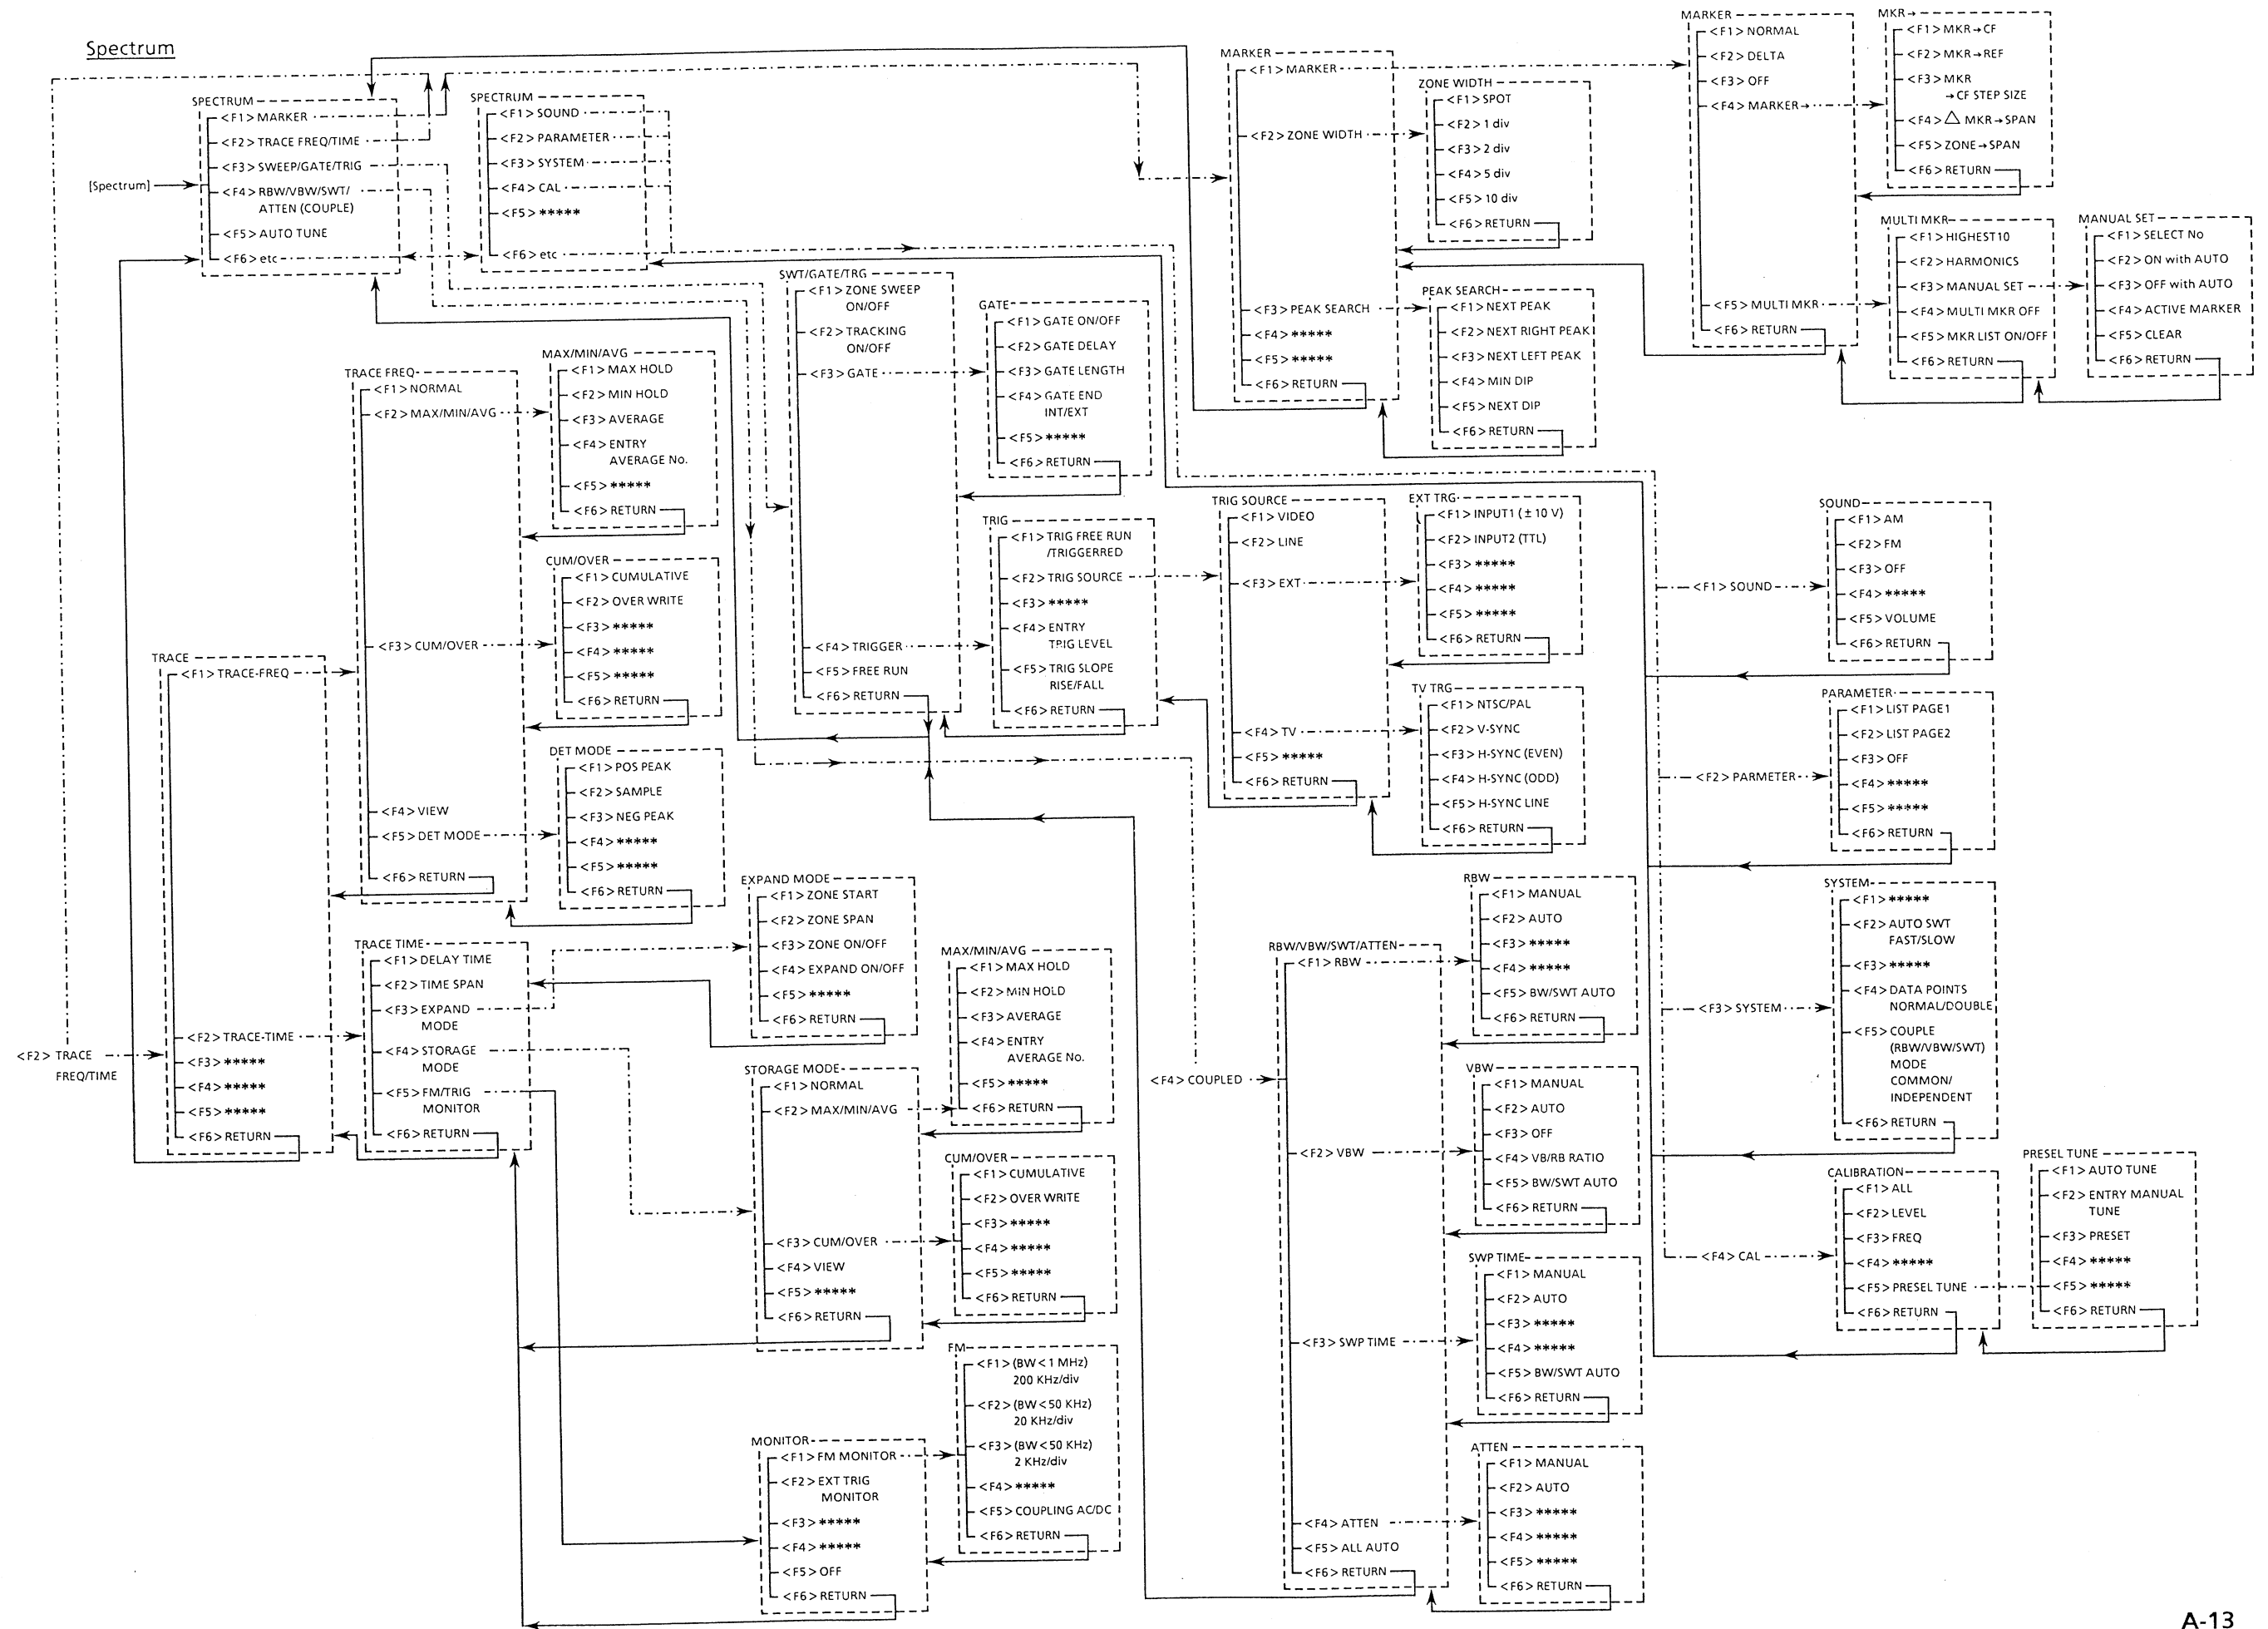 Spectrum
[Spectrum]
SPECTRUM
<F1> MARKER
<F2> TRACE FREQ/TIME
<F3> SWEEP/GATE/TRIG
<F4> RBW/VBW/SWT/
ATTEN (COUPLE)
<F5> AUTO TUNE
<F6> etc
SPECTRUM
<F1> SOUND
<F2> PARAMETER
<F3> SYSTEM
<F4> CAL
<F5> *****
<F6> etc
MARKER
<F1> MARKER
<F2> ZONE WIDTH
<F3> PEAK SEARCH
<F4> *****
<F5> *****
<F6> RETURN
ZONE WIDTH
<F1> SPOT
<F2> 1 div
<F3> 2 div
<F4> 5 div
<F5> 10 div
<F6> RETURN
PEAK SEARCH
<F1> NEXT PEAK
<F2> NEXT RIGHT PEAK
<F3> NEXT LEFT PEAK
<F4> MIN DIP
<F5> NEXT DIP
<F6> RETURN
MARKER
<F1> NORMAL
<F2> DELTA
<F3> OFF
<F4> MARKER→
<F5> MULTI MKR
<F6> RETURN
MKR→
<F1> MKR→CF
<F2> MKR→REF
<F3> MKR
→CF STEP SIZE
<F4> △ MKR→SPAN
<F5> ZONE→SPAN
<F6> RETURN
MULTI MKR
<F1> HIGHEST10
<F2> HARMONICS
<F3> MANUAL SET
<F4> MULTI MKR OFF
<F5> MKR LIST ON/OFF
<F6> RETURN
MANUAL SET
<F1> SELECT No
<F2> ON with AUTO
<F3> OFF with AUTO
<F4> ACTIVE MARKER
<F5> CLEAR
<F6> RETURN
SWT/GATE/TRG
<F1> ZONE SWEEP
ON/OFF
<F2> TRACKING
ON/OFF
<F3> GATE
<F4> TRIGGER
<F5> FREE RUN
<F6> RETURN
GATE
<F1> GATE ON/OFF
<F2> GATE DELAY
<F3> GATE LENGTH
<F4> GATE END
INT/EXT
<F5> *****
<F6> RETURN
TRIG
<F1> TRIG FREE RUN
/TRIGGERRED
<F2> TRIG SOURCE
<F3> *****
<F4> ENTRY
TRIG LEVEL
<F5> TRIG SLOPE
RISE/FALL
<F6> RETURN
TRIG SOURCE
<F1> VIDEO
<F2> LINE
<F3> EXT
<F4> TV
<F5> *****
<F6> RETURN
EXT TRG
<F1> INPUT1 (± 10 V)
<F2> INPUT2 (TTL)
<F3> *****
<F4> *****
<F5> *****
<F6> RETURN
TV TRG
<F1> NTSC/PAL
<F2> V-SYNC
<F3> H-SYNC (EVEN)
<F4> H-SYNC (ODD)
<F5> H-SYNC LINE
<F6> RETURN
<F2> TRACE
FREQ/TIME
TRACE
<F1> TRACE-FREQ
<F2> TRACE-TIME
<F3> *****
<F4> *****
<F5> *****
<F6> RETURN
TRACE FREQ
<F1> NORMAL
<F2> MAX/MIN/AVG
<F3> CUM/OVER
<F4> VIEW
<F5> DET MODE
<F6> RETURN
MAX/MIN/AVG
<F1> MAX HOLD
<F2> MIN HOLD
<F3> AVERAGE
<F4> ENTRY
AVERAGE No.
<F5> *****
<F6> RETURN
CUM/OVER
<F1> CUMULATIVE
<F2> OVER WRITE
<F3> *****
<F4> *****
<F5> *****
<F6> RETURN
DET MODE
<F1> POS PEAK
<F2> SAMPLE
<F3> NEG PEAK
<F4> *****
<F5> *****
<F6> RETURN
TRACE TIME
<F1> DELAY TIME
<F2> TIME SPAN
<F3> EXPAND
MODE
<F4> STORAGE
MODE
<F5> FM/TRIG
MONITOR
<F6> RETURN
EXPAND MODE
<F1> ZONE START
<F2> ZONE SPAN
<F3> ZONE ON/OFF
<F4> EXPAND ON/OFF
<F5> *****
<F6> RETURN
STORAGE MODE
<F1> NORMAL
<F2> MAX/MIN/AVG
<F3> CUM/OVER
<F4> VIEW
<F5> *****
<F6> RETURN
MAX/MIN/AVG
<F1> MAX HOLD
<F2> MIN HOLD
<F3> AVERAGE
<F4> ENTRY
AVERAGE No.
<F5> *****
<F6> RETURN
CUM/OVER
<F1> CUMULATIVE
<F2> OVER WRITE
<F3> *****
<F4> *****
<F5> *****
<F6> RETURN
MONITOR
<F1> FM MONITOR
<F2> EXT TRIG
MONITOR
<F3> *****
<F4> *****
<F5> OFF
<F6> RETURN
FM
<F1> (BW<1 MHz)
200 KHz/div
<F2> (BW<50 KHz)
20 KHz/div
<F3> (BW<50 KHz)
2 KHz/div
<F4> *****
<F5> COUPLING AC/DC
<F6> RETURN
<F4> COUPLED
RBW/VBW/SWT/ATTEN
<F1> RBW
<F2> VBW
<F3> SWP TIME
<F4> ATTEN
<F5> ALL AUTO
<F6> RETURN
RBW
<F1> MANUAL
<F2> AUTO
<F3> *****
<F4> *****
<F5> BW/SWT AUTO
<F6> RETURN
VBW
<F1> MANUAL
<F2> AUTO
<F3> OFF
<F4> VB/RB RATIO
<F5> BW/SWT AUTO
<F6> RETURN
SWP TIME
<F1> MANUAL
<F2> AUTO
<F3> *****
<F4> *****
<F5> BW/SWT AUTO
<F6> RETURN
ATTEN
<F1> MANUAL
<F2> AUTO
<F3> *****
<F4> *****
<F5> *****
<F6> RETURN
<F1> SOUND
<F2> PARMETER
<F3> SYSTEM
<F4> CAL
SOUND
<F1> AM
<F2> FM
<F3> OFF
<F4> *****
<F5> VOLUME
<F6> RETURN
PARAMETER
<F1> LIST PAGE1
<F2> LIST PAGE2
<F3> OFF
<F4> *****
<F5> *****
<F6> RETURN
SYSTEM
<F1> *****
<F2> AUTO SWT
FAST/SLOW
<F3> *****
<F4> DATA POINTS
NORMAL/DOUBLE
<F5> COUPLE
(RBW/VBW/SWT)
MODE
COMMON/
INDEPENDENT
<F6> RETURN
CALIBRATION
<F1> ALL
<F2> LEVEL
<F3> FREQ
<F4> *****
<F5> PRESEL TUNE
<F6> RETURN
PRESEL TUNE
<F1> AUTO TUNE
<F2> ENTRY MANUAL
TUNE
<F3> PRESET
<F4> *****
<F5> *****
<F6> RETURN
A-13